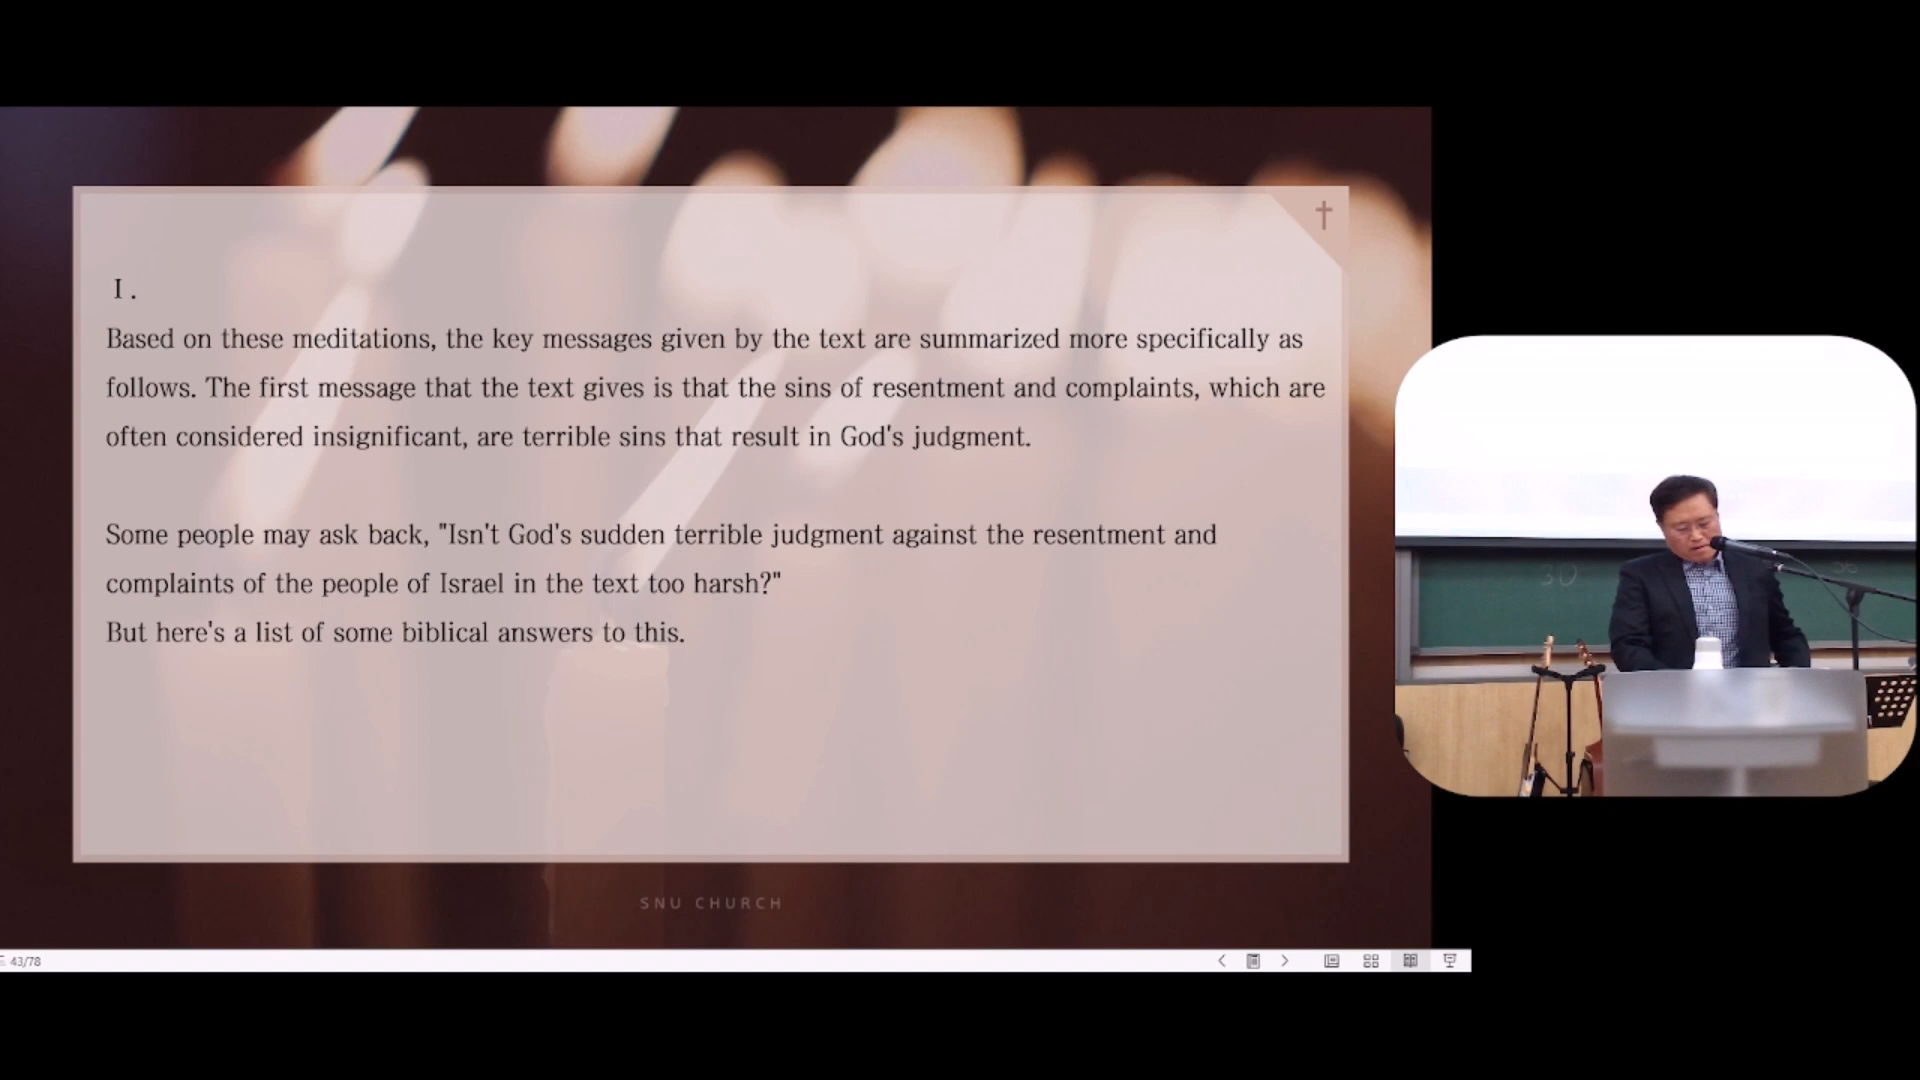 Ⅰ.
Based on these meditations, the key messages given by the text are summarized more specifically as
follows. The first message that the text gives is that the sins of resentment and complaints, which are
often considered insignificant, are terrible sins that result in God's judgment.
Some people may ask back, "Isn't God's sudden terrible judgment against the resentment and
complaints of the people of Israel in the text too harsh?"
But here's a list of some biblical answers to this.
30
SNU CHURCH
43/78